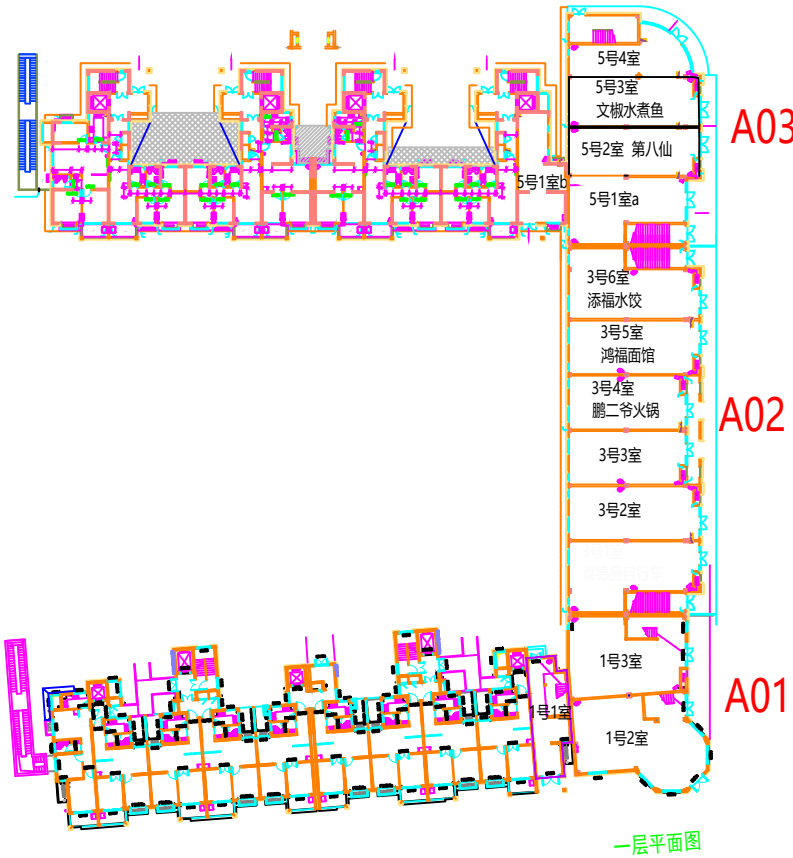 5号4室
5号3室
文椒水煮鱼
A03
5号2室 第八仙
5号1室b
5号1室a
3号6室
添福水饺
3号5室
鸿福面馆
3号4室
鹏二爷火锅
A02
3号3室
3号2室
1号3室
A01
1号1室
1号2室
一层平面图